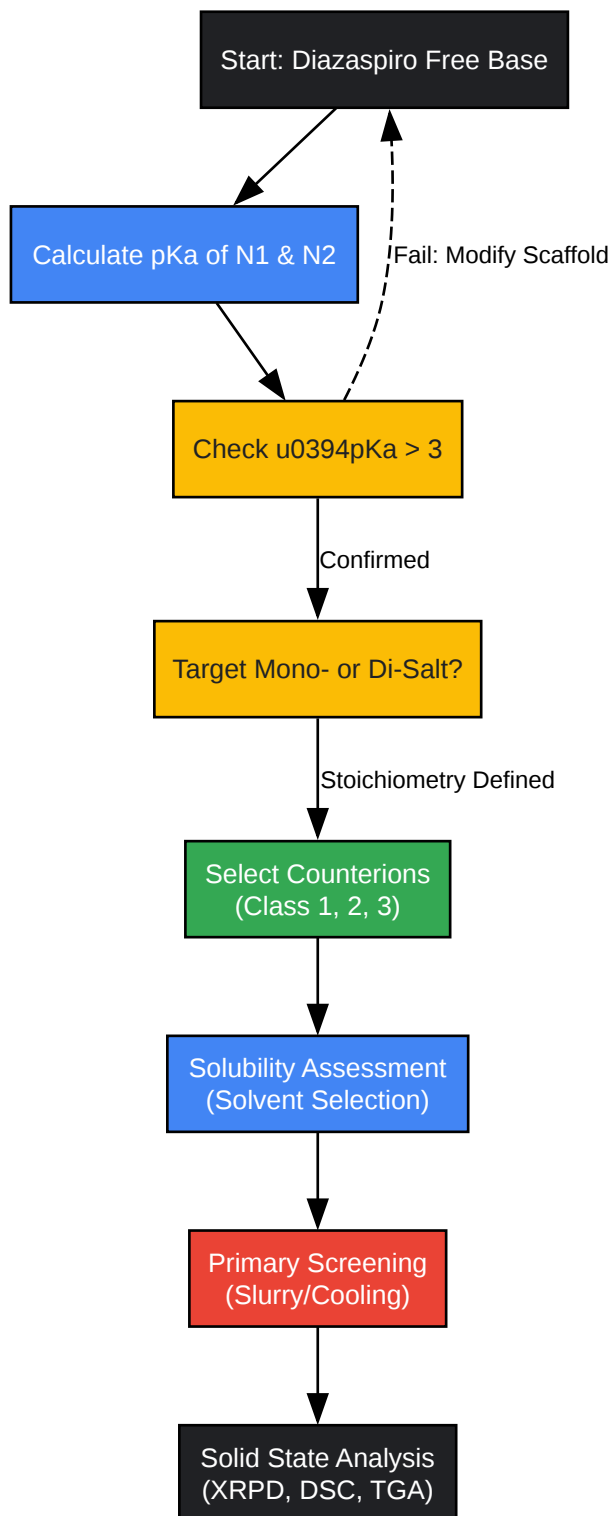 Start: Diazaspiro Free Base
Calculate pKa of N1 & N2
Fail: Modify Scaffold
Check u0394pKa > 3
Confirmed
Target Mono- or Di-Salt?
Stoichiometry Defined
Select Counterions
(Class 1, 2, 3)
Solubility Assessment
(Solvent Selection)
Primary Screening
(Slurry/Cooling)
Solid State Analysis
(XRPD, DSC, TGA)